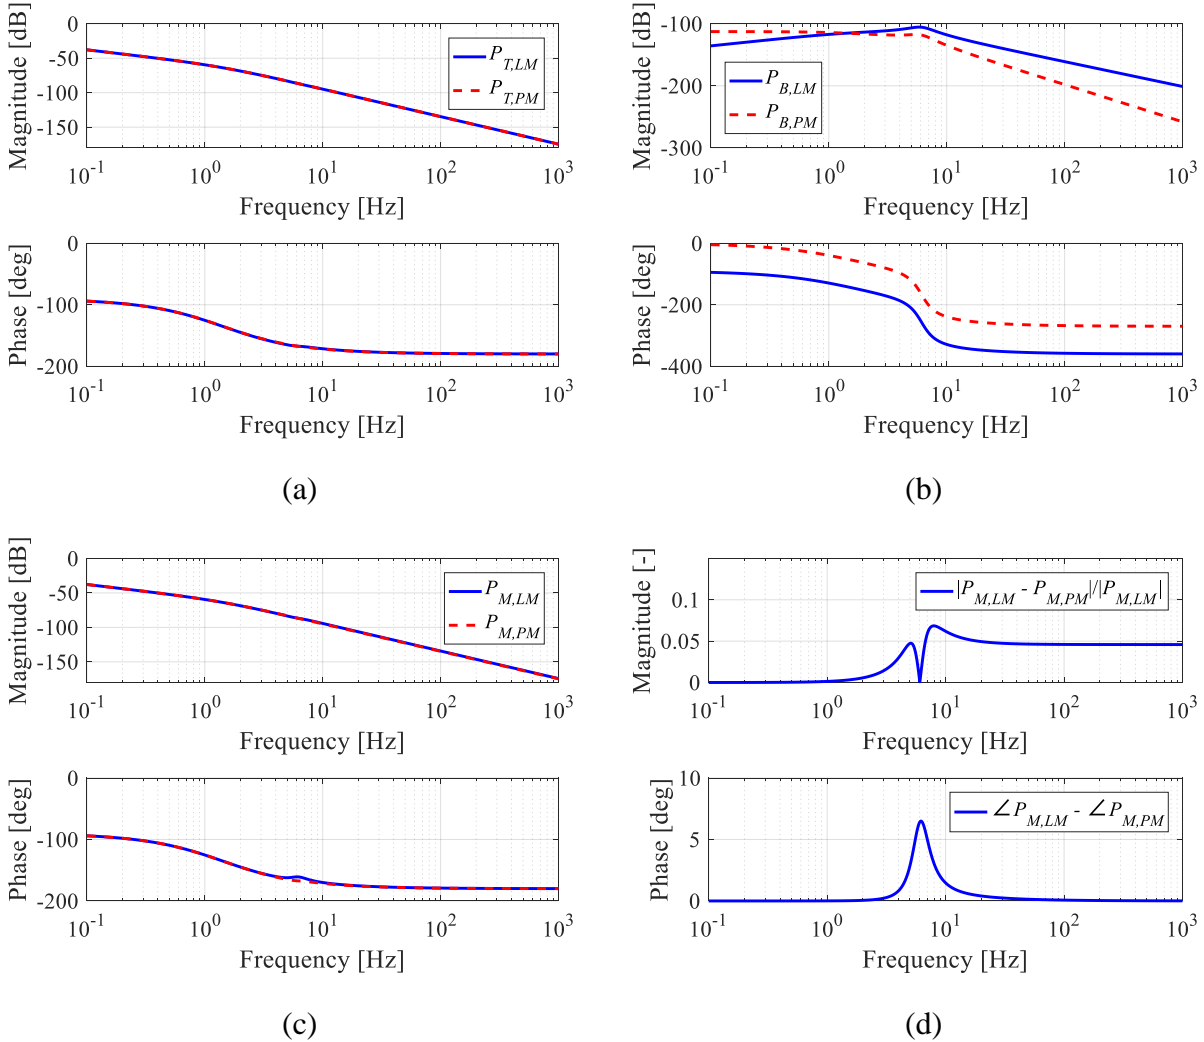 Magnitude [dB]
0
-50
-100
-150
P_{T,LM}
P_{T,PM}
10^{-1} 10^{0} 10^{1} 10^{2} 10^{3}
Frequency [Hz]
Phase [deg]
0
-100
-200
10^{-1} 10^{0} 10^{1} 10^{2} 10^{3}
Frequency [Hz]
(a)
Magnitude [dB]
-100
-200
-300
P_{B,LM}
P_{B,PM}
10^{-1} 10^{0} 10^{1} 10^{2} 10^{3}
Frequency [Hz]
Phase [deg]
0
-200
-400
10^{-1} 10^{0} 10^{1} 10^{2} 10^{3}
Frequency [Hz]
(b)
Magnitude [dB]
0
-50
-100
-150
P_{M,LM}
P_{M,PM}
10^{-1} 10^{0} 10^{1} 10^{2} 10^{3}
Frequency [Hz]
Phase [deg]
0
-100
-200
10^{-1} 10^{0} 10^{1} 10^{2} 10^{3}
Frequency [Hz]
(c)
Magnitude [-]
0.1
0.05
0
|P_{M,LM} - P_{M,PM}|/|P_{M,LM}|
10^{-1} 10^{0} 10^{1} 10^{2} 10^{3}
Frequency [Hz]
Phase [deg]
10
5
0
∠P_{M,LM} - ∠P_{M,PM}
10^{-1} 10^{0} 10^{1} 10^{2} 10^{3}
Frequency [Hz]
(d)